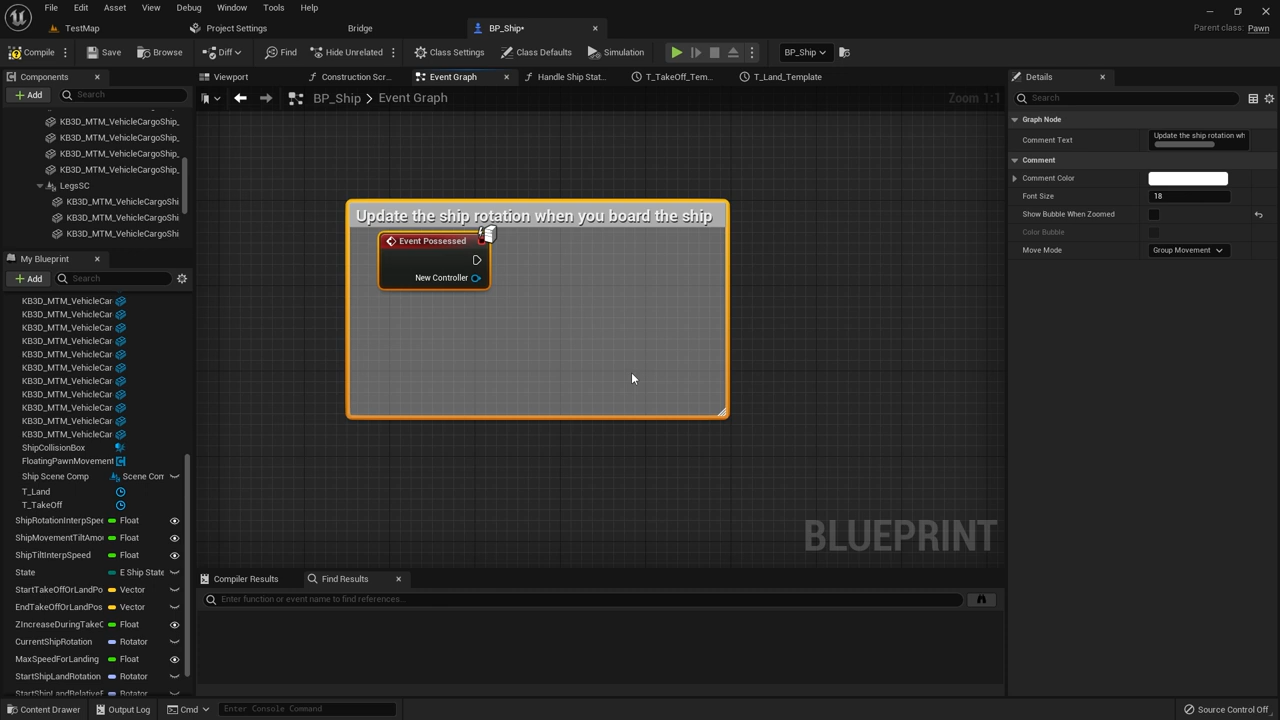 File Edit Asset View Debug Window Tools Help
TestMap Project Settings Bridge BP_Ship* Parent class: Pawn
Compile Save Browse Diff Find Hide Unrelated Class Settings Class Defaults Simulation BP_Ship
Components
Viewport Construction Scr... Event Graph Handle Ship Stat... T_TakeOff_Tem... T_Land_Template
Details
Add Search
BP_Ship > Event Graph Zoom 1:1
Search
KB3D_MTM_VehicleCargoShip_
KB3D_MTM_VehicleCargoShip_
KB3D_MTM_VehicleCargoShip_
KB3D_MTM_VehicleCargoShip_
LegsSC
KB3D_MTM_VehicleCargoShi
KB3D_MTM_VehicleCargoShi
KB3D_MTM_VehicleCargoShi
My Blueprint
Add Search
KB3D_MTM_VehicleCar
KB3D_MTM_VehicleCar
KB3D_MTM_VehicleCar
KB3D_MTM_VehicleCar
KB3D_MTM_VehicleCar
KB3D_MTM_VehicleCar
KB3D_MTM_VehicleCar
KB3D_MTM_VehicleCar
KB3D_MTM_VehicleCar
KB3D_MTM_VehicleCar
KB3D_MTM_VehicleCar
ShipCollisionBox
FloatingPawnMovement
Ship Scene Comp Scene Com
T_Land
T_TakeOff
ShipRotationInterpSpee Float
ShipMovementTiltAmou Float
ShipTiltInterpSpeed Float
State E Ship State
StartTakeOffOrLandPo Vector
EndTakeOffOrLandPos Vector
ZIncreaseDuringTakeO Float
CurrentShipRotation Rotator
MaxSpeedForLanding Float
StartShipLandRotation Rotator
StartShipLandRelativeR Rotator
Update the ship rotation when you board the ship
Event Possessed
New Controller
BLUEPRINT
Compiler Results Find Results
Enter function or event name to find references...
Graph Node
Comment Text Update the ship rotation wh
Comment
Comment Color
Font Size 18
Show Bubble When Zoomed
Color Bubble
Move Mode Group Movement
Content Drawer Output Log Cmd Enter Console Command Source Control Off